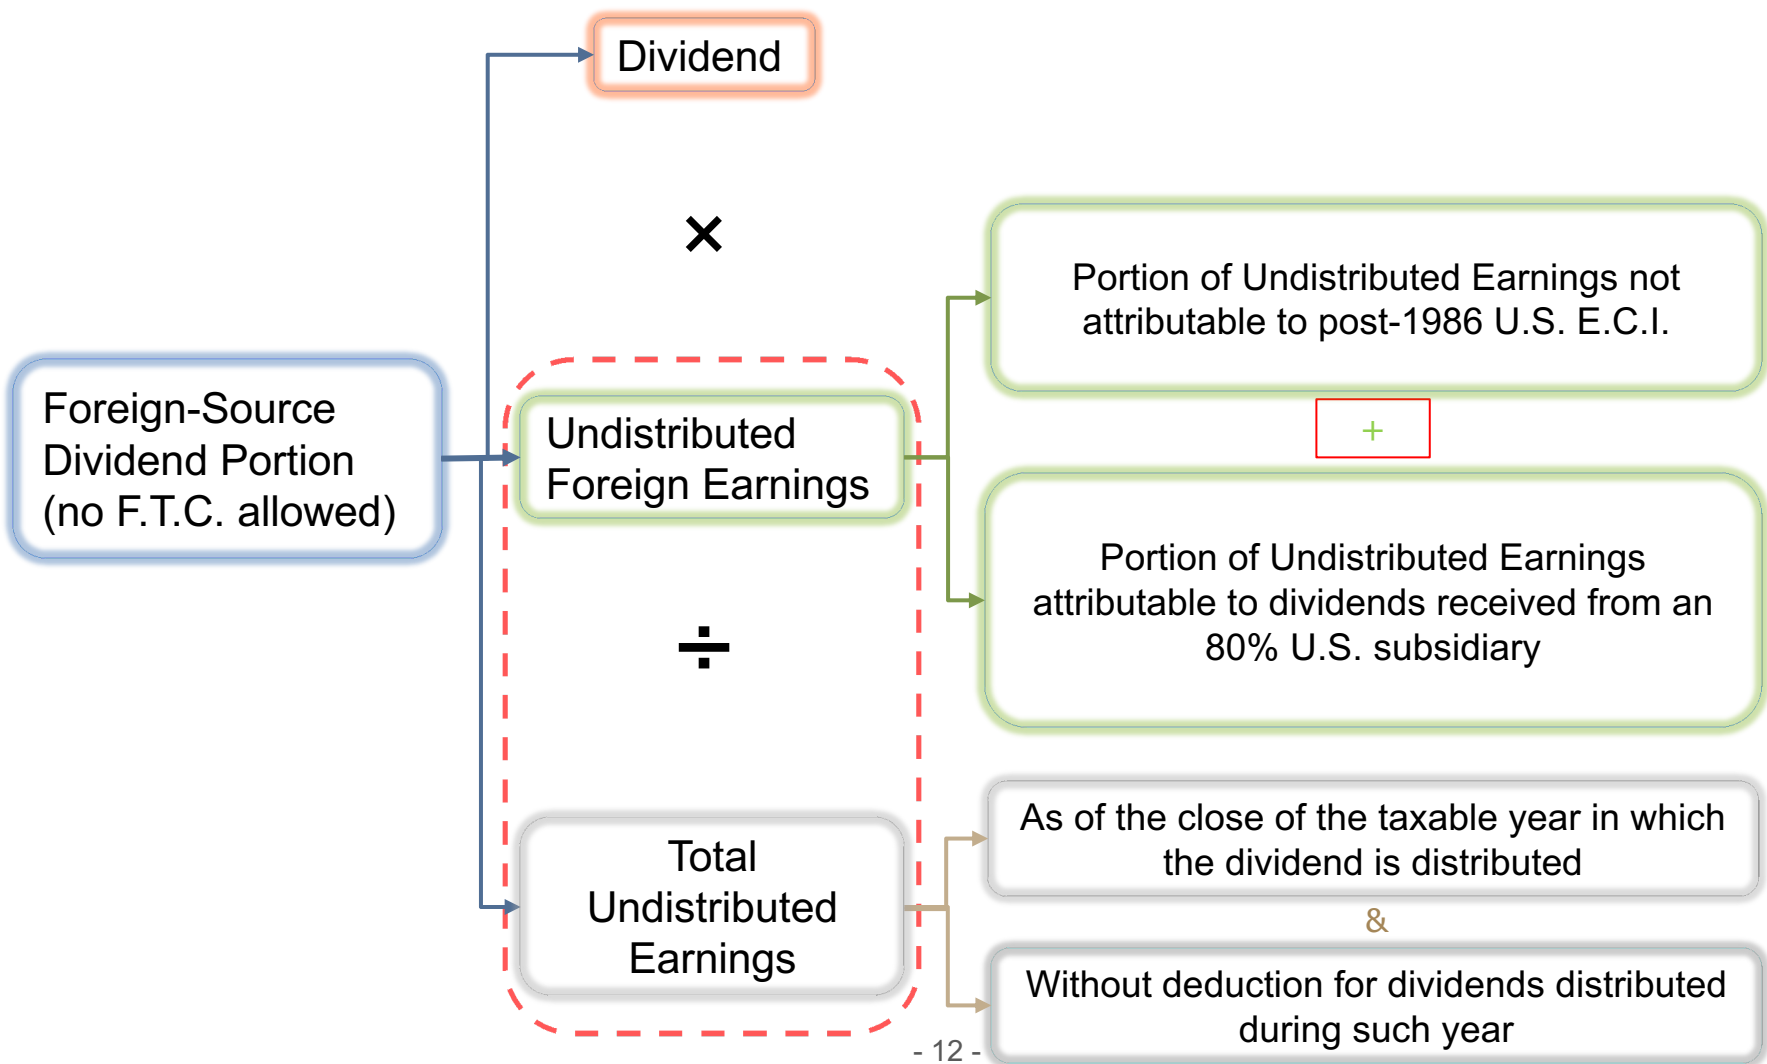 Dividend
×
Portion of Undistributed Earnings not
attributable to post-1986 U.S. E.C.I.
Foreign-Source
Dividend Portion
(no F.T.C. allowed)
Undistributed
Foreign Earnings
+
Portion of Undistributed Earnings
attributable to dividends received from an
80% U.S. subsidiary
÷
Total
Undistributed
Earnings
As of the close of the taxable year in which
the dividend is distributed
&
Without deduction for dividends distributed
during such year
- 12 -